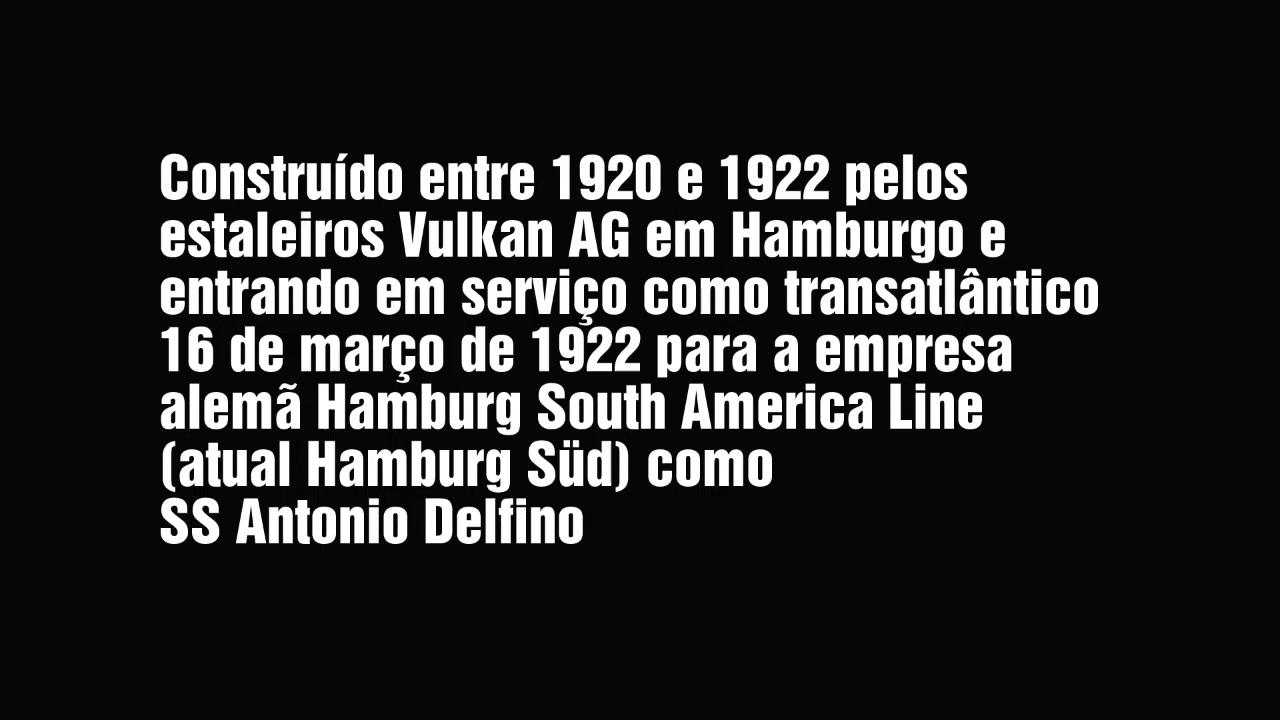 Construído entre 1920 e 1922 pelos
estaleiros Vulkan AG em Hamburgo e
entrando em serviço como transatlântico
16 de março de 1922 para a empresa
alemã Hamburg South America Line
(atual Hamburg Süd) como
SS Antonio Delfino